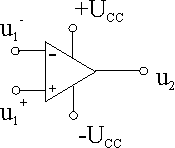 +U_CC
u_1^-
-
+
u_1^+
u_2
-U_CC